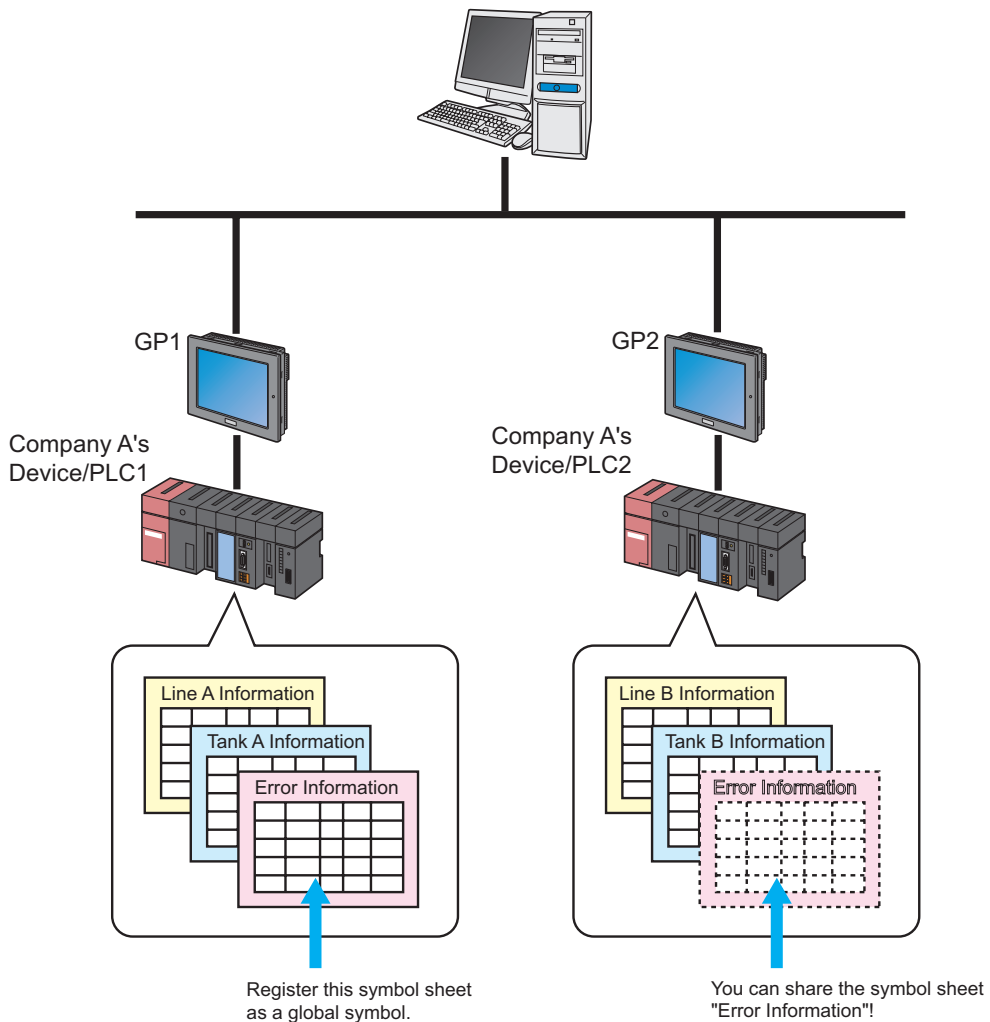 GP1
GP2
Company A's
Device/PLC1
Company A's
Device/PLC2
Line A Information
Tank A Information
Error Information
Line B Information
Tank B Information
Error Information
Register this symbol sheet
as a global symbol.
You can share the symbol sheet
"Error Information"!